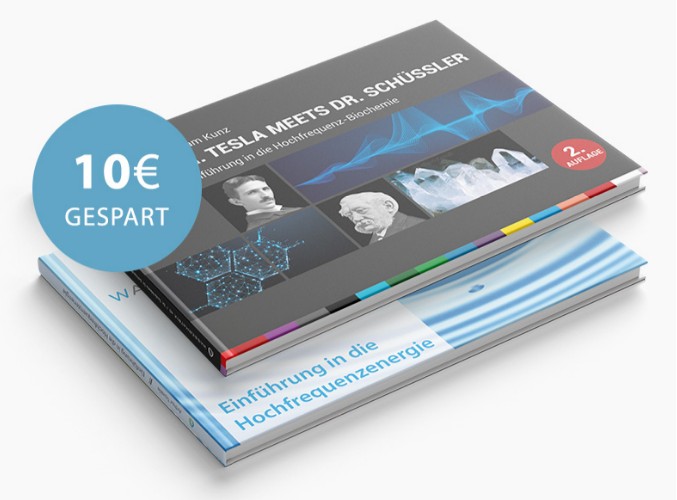 10€
GESPART
am Kunz
. TESLA MEETS DR. SCHÜSSLER
führung in die Hochfrequenz-Biochemie
2.
AUFLAGE
WA
Einführung in die
Hochfrequenzenergie